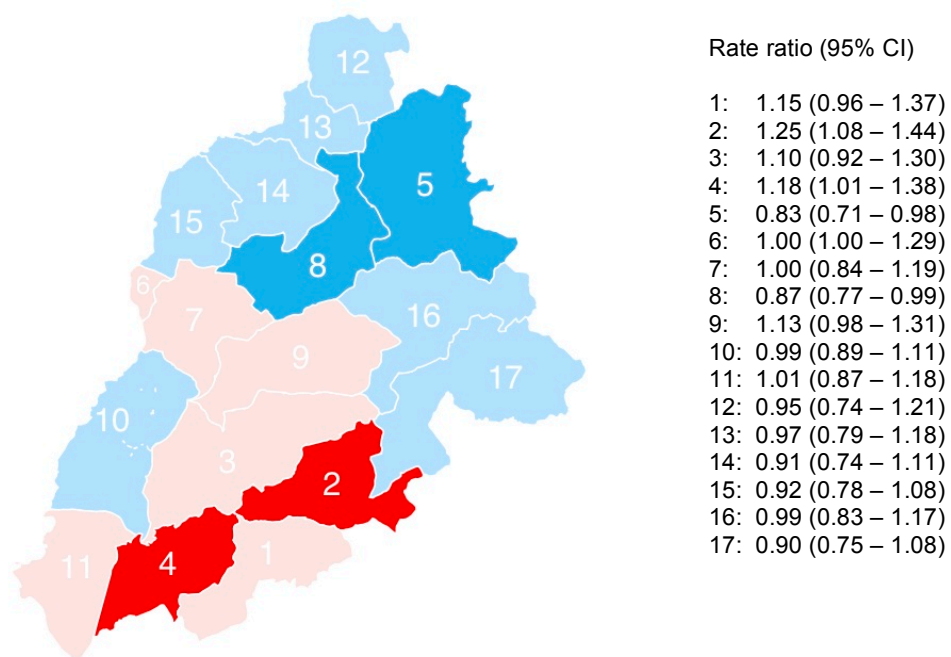 Rate ratio (95% CI)
1: 1.15 (0.96 – 1.37)
2: 1.25 (1.08 – 1.44)
3: 1.10 (0.92 – 1.30)
4: 1.18 (1.01 – 1.38)
5: 0.83 (0.71 – 0.98)
6: 1.00 (1.00 – 1.29)
7: 1.00 (0.84 – 1.19)
8: 0.87 (0.77 – 0.99)
9: 1.13 (0.98 – 1.31)
10: 0.99 (0.89 – 1.11)
11: 1.01 (0.87 – 1.18)
12: 0.95 (0.74 – 1.21)
13: 0.97 (0.79 – 1.18)
14: 0.91 (0.74 – 1.11)
15: 0.92 (0.78 – 1.08)
16: 0.99 (0.83 – 1.17)
17: 0.90 (0.75 – 1.08)
12
13
5
14
15
8
6
7
16
9
17
10
3
2
1
4
11